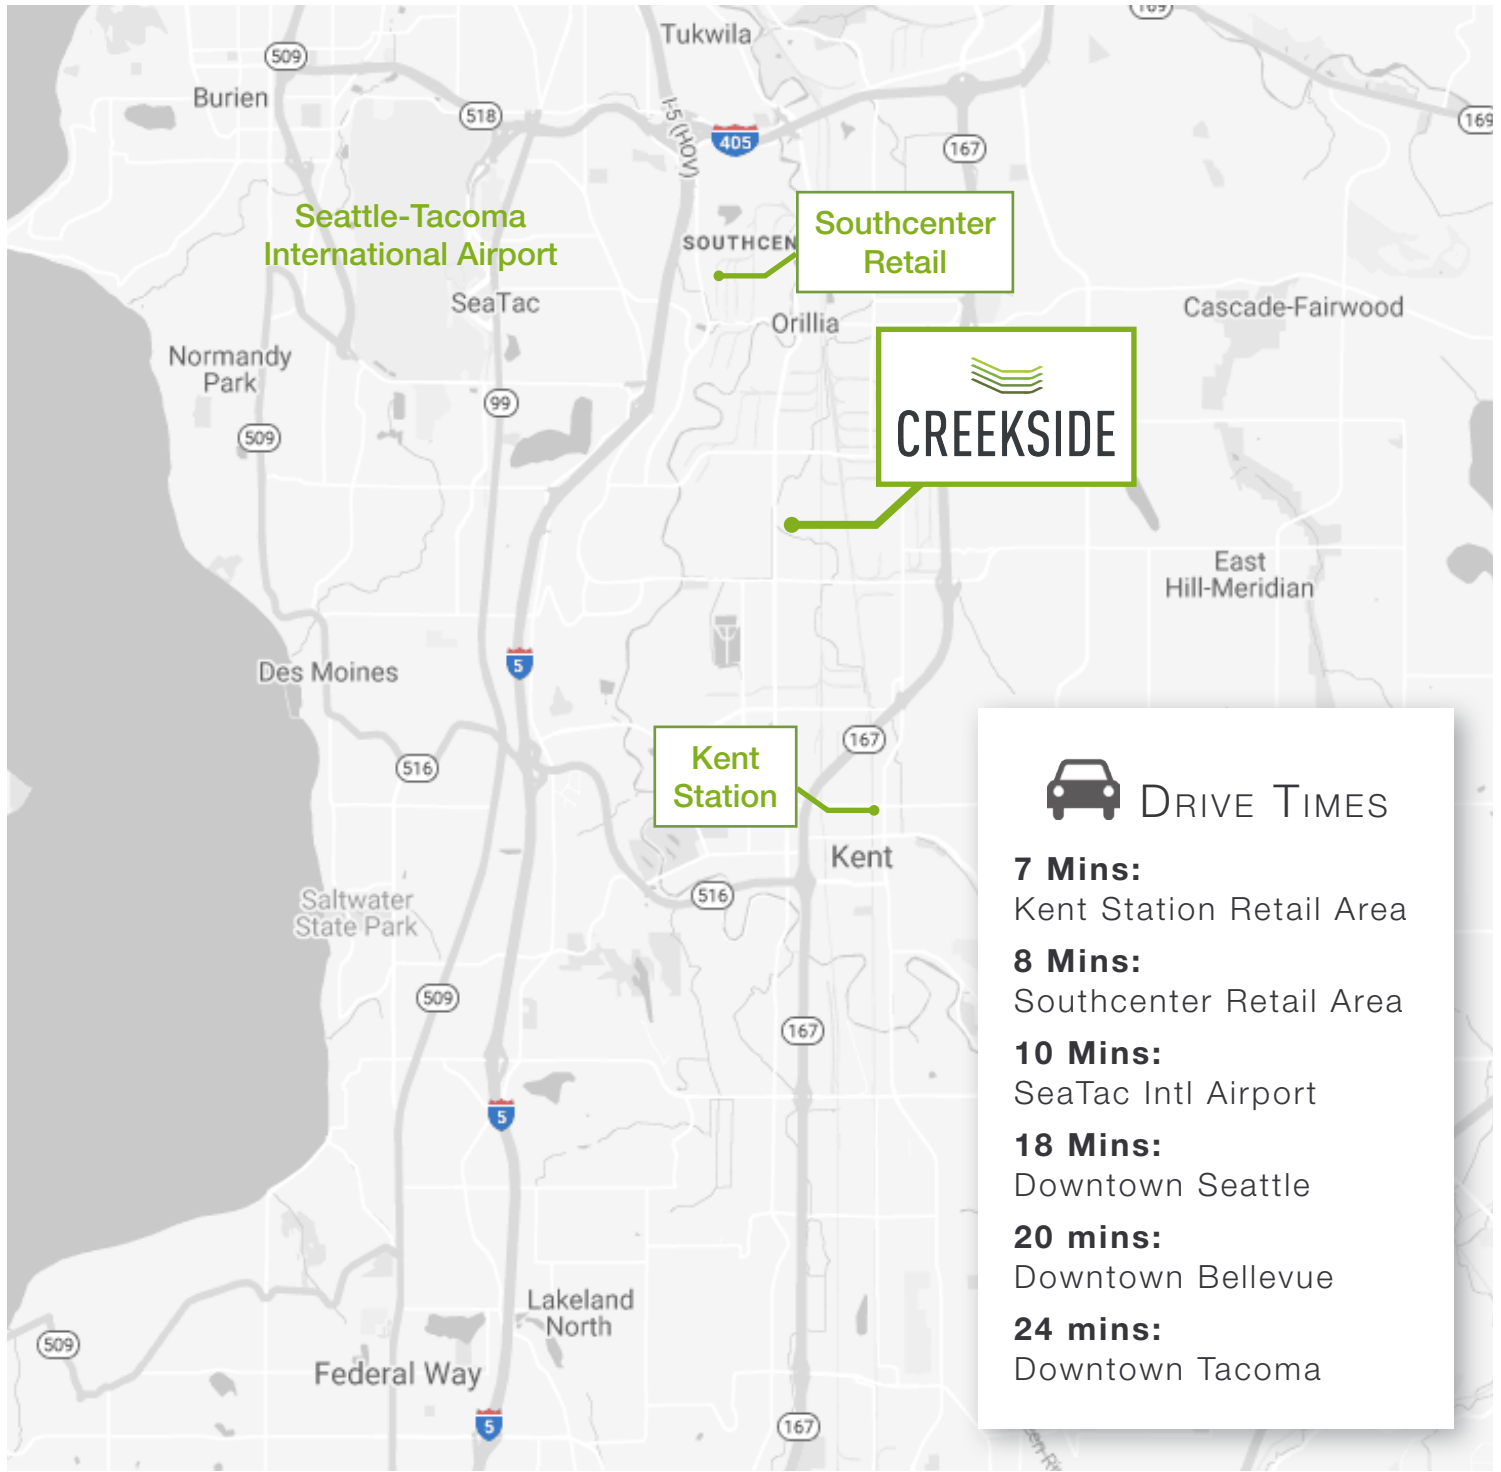 169
Tukwila
509
Burien
518
I-5 (HOV)
405
169
167
Seattle-Tacoma
International Airport
Southcenter
Retail
SOUTHCEN
SeaTac
Orillia
Cascade-Fairwood
Normandy
Park
99
CREEKSIDE
509
East
Hill-Meridian
5
Des Moines
Kent
Station
167
516
DRIVE TIMES
Kent
7 Mins:
Kent Station Retail Area
516
Saltwater
State Park
8 Mins:
Southcenter Retail Area
509
167
10 Mins:
SeaTac Intl Airport
5
18 Mins:
Downtown Seattle
20 mins:
Downtown Bellevue
Lakeland
North
24 mins:
Downtown Tacoma
509
Federal Way
5
167